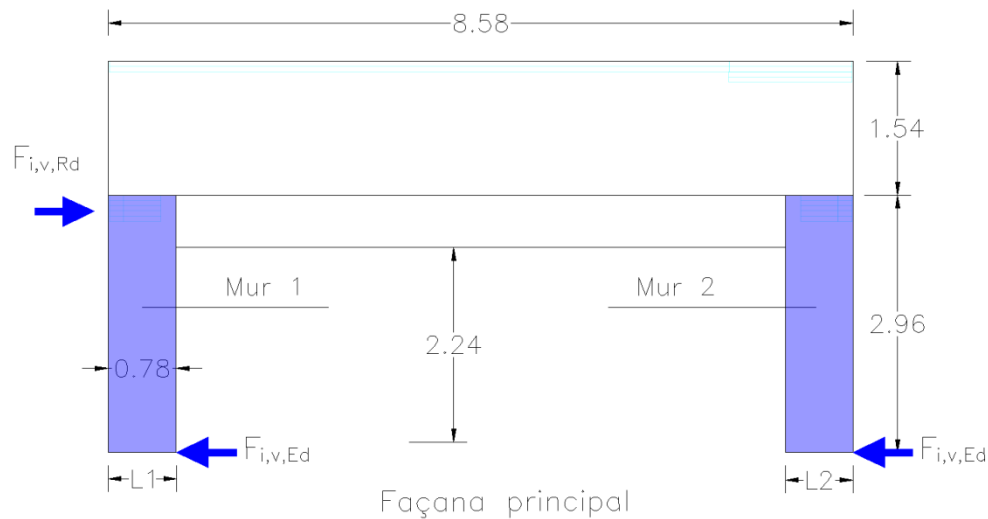 8.58
1.54
Fi,v,Rd
Mur 1
Mur 2
2.96
2.24
0.78
Fi,v,Ed
Fi,v,Ed
L1
L2
Façana principal